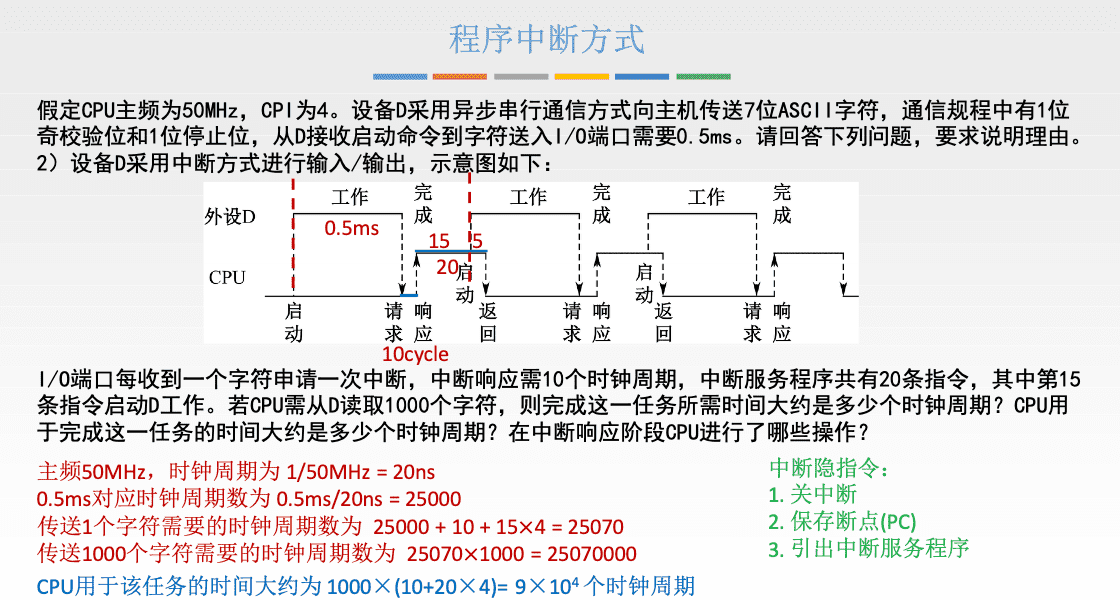 程序中断方式
假定CPU主频为50MHz，CPI为4。设备D采用异步串行通信方式向主机传送7位ASCII字符，通信规程中有1位
奇校验位和1位停止位，从D接收启动命令到字符送入I/O端口需要0.5ms。请回答下列问题，要求说明理由。
2）设备D采用中断方式进行输入/输出，示意图如下：
工作 完成 工作 完成 工作 完成
外设D
0.5ms 15 5
20
CPU
启动 启动
启动 请求 响应 返回 请求 响应 返回 请求 响应
10cycle
I/O端口每收到一个字符申请一次中断，中断响应需10个时钟周期，中断服务程序共有20条指令，其中第15
条指令启动D工作。若CPU需从D读取1000个字符，则完成这一任务所需时间大约是多少个时钟周期？CPU用
于完成这一任务的时间大约是多少个时钟周期？在中断响应阶段CPU进行了哪些操作？
主频50MHz，时钟周期为 1/50MHz = 20ns
0.5ms对应时钟周期数为 0.5ms/20ns = 25000
传送1个字符需要的时钟周期数为 25000 + 10 + 15×4 = 25070
传送1000个字符需要的时钟周期数为 25070×1000 = 25070000
CPU用于该任务的时间大约为 1000×(10+20×4)= 9×10⁴ 个时钟周期
中断隐指令：
1. 关中断
2. 保存断点(PC)
3. 引出中断服务程序